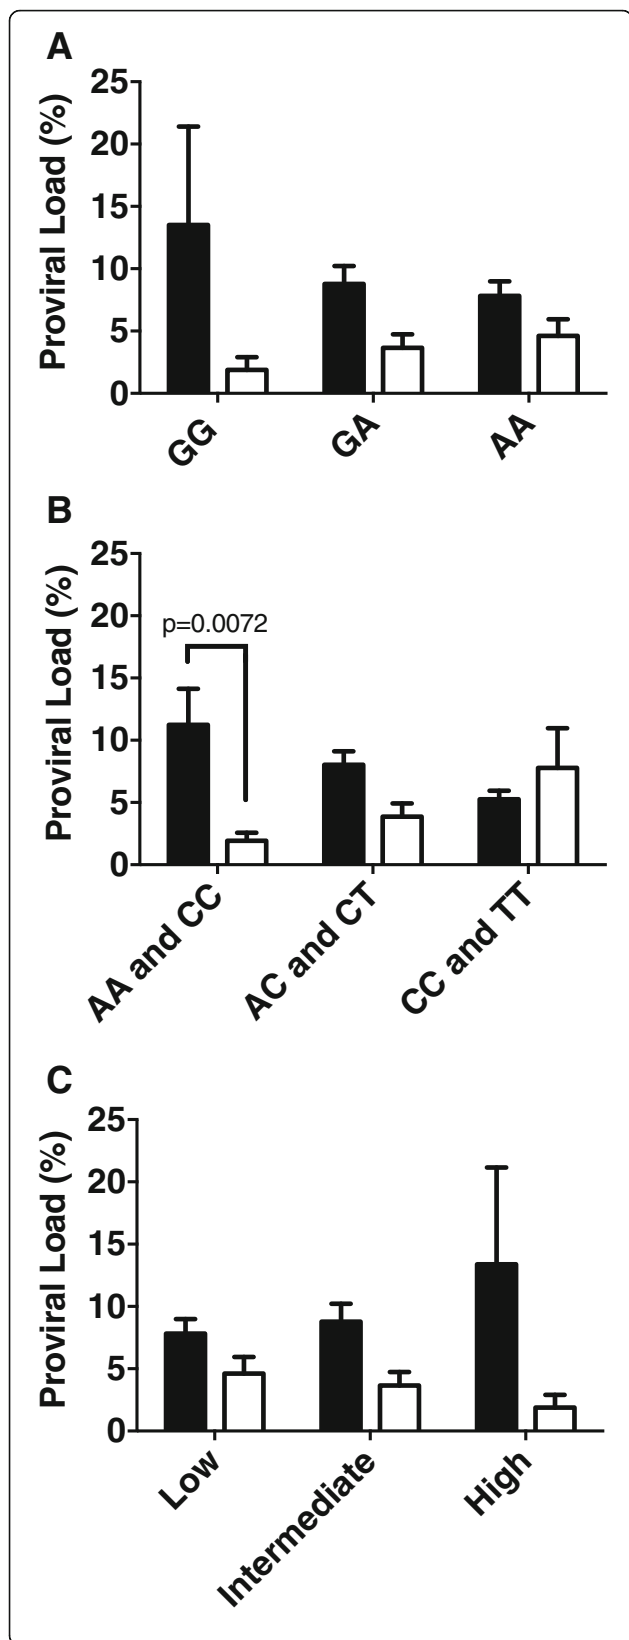 A
Proviral Load (%)
25
20
15
10
5
0
GG
GA
AA
B
Proviral Load (%)
25
20
15
10
5
0
p=0.0072
AA and CC
AC and CT
CC and TT
C
Proviral Load (%)
25
20
15
10
5
0
Low
Intermediate
High